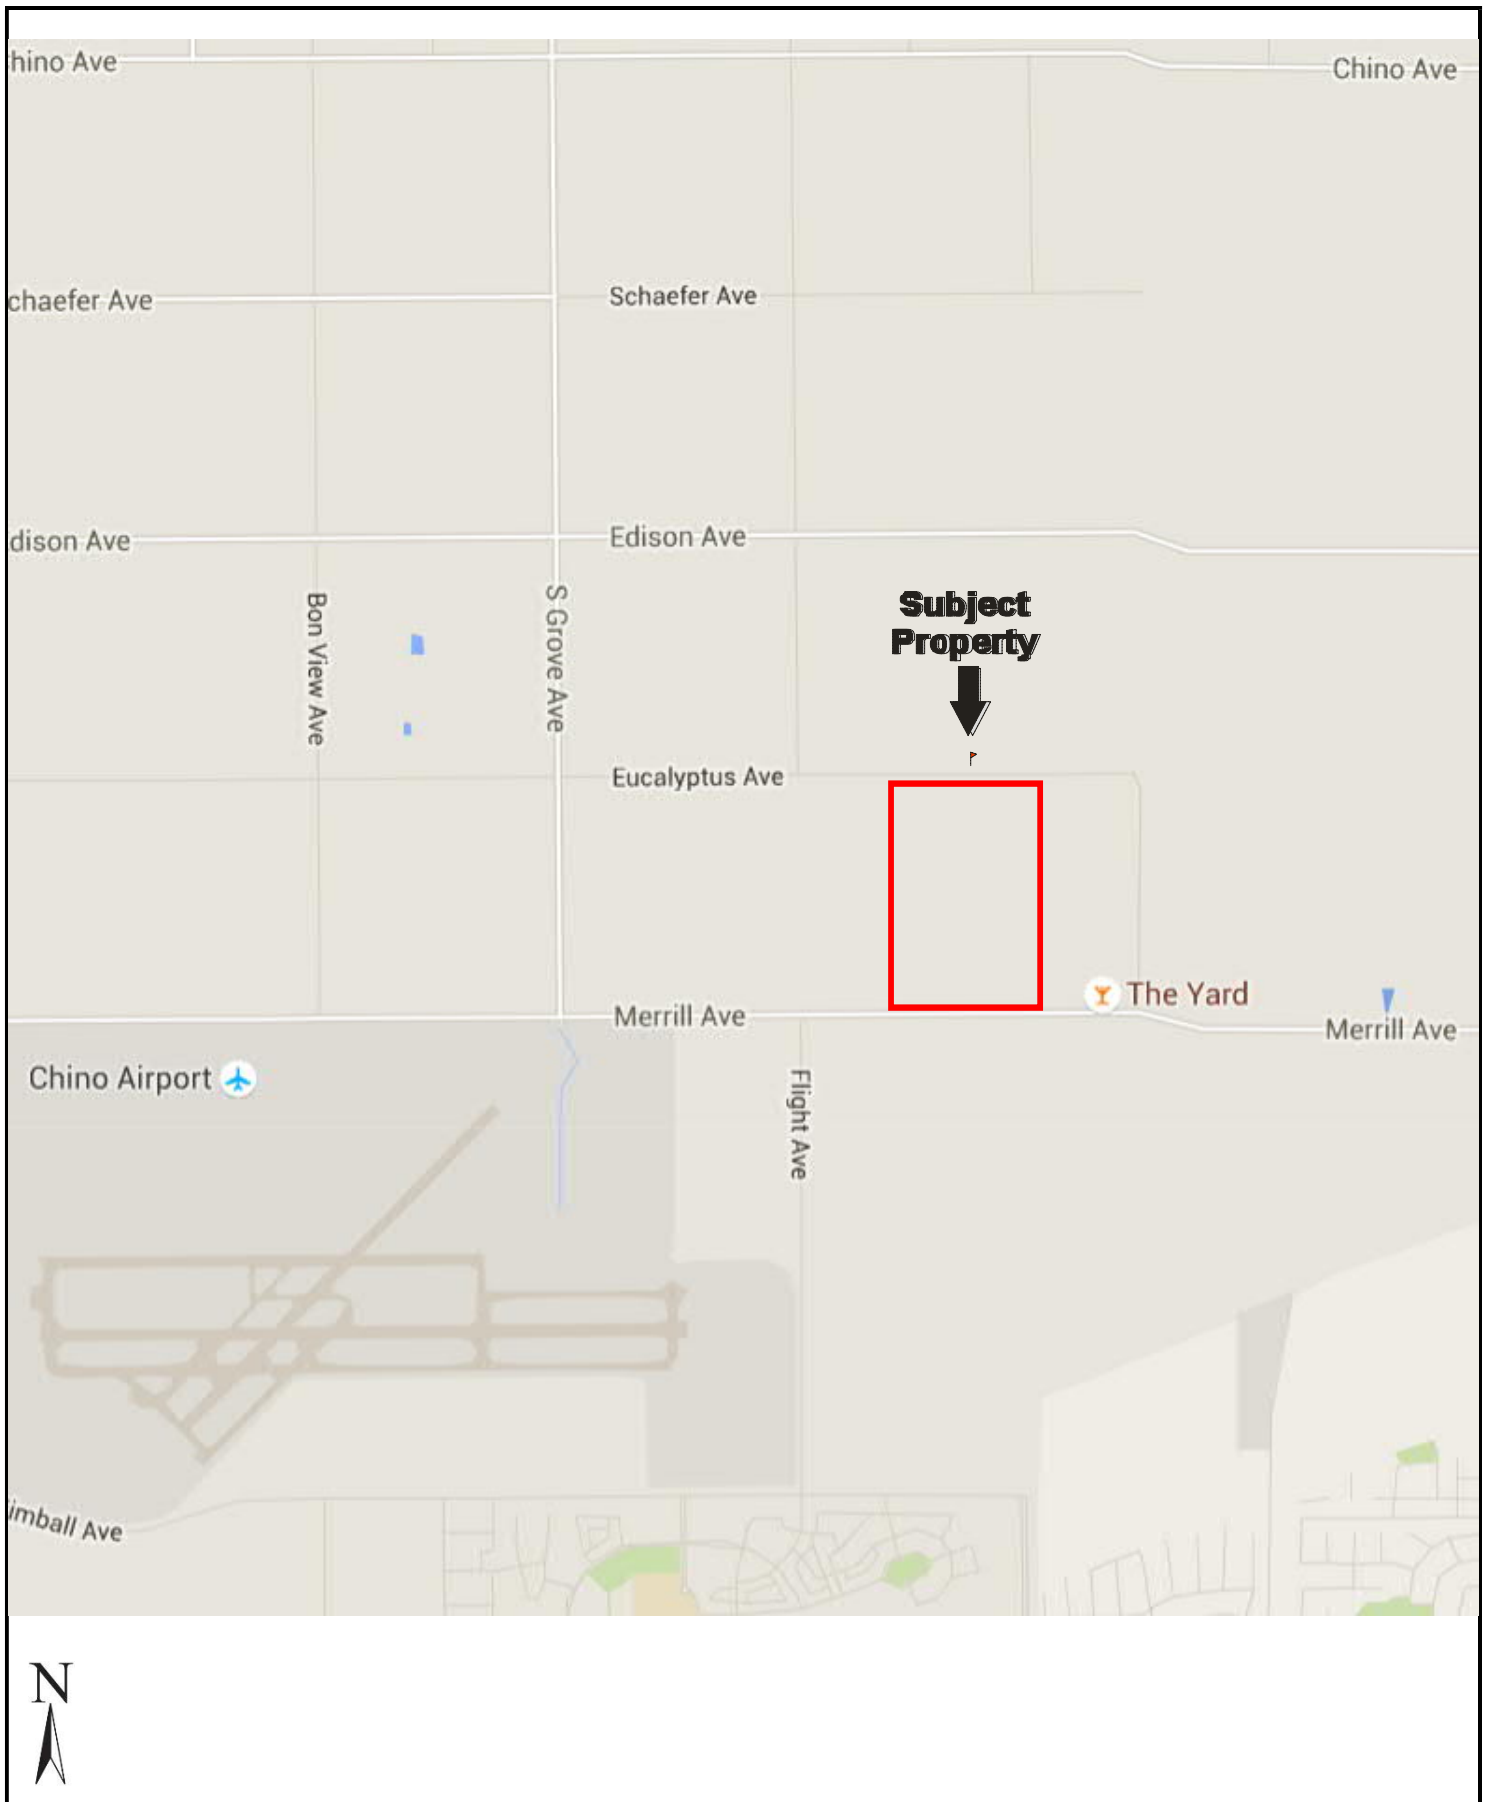 hino Ave
Chino Ave
chaefer Ave
Schaefer Ave
dison Ave
Edison Ave
Bon View Ave
S Grove Ave
Subject
Property
Eucalyptus Ave
The Yard
Merrill Ave
Merrill Ave
Chino Airport
Flight Ave
imball Ave
N